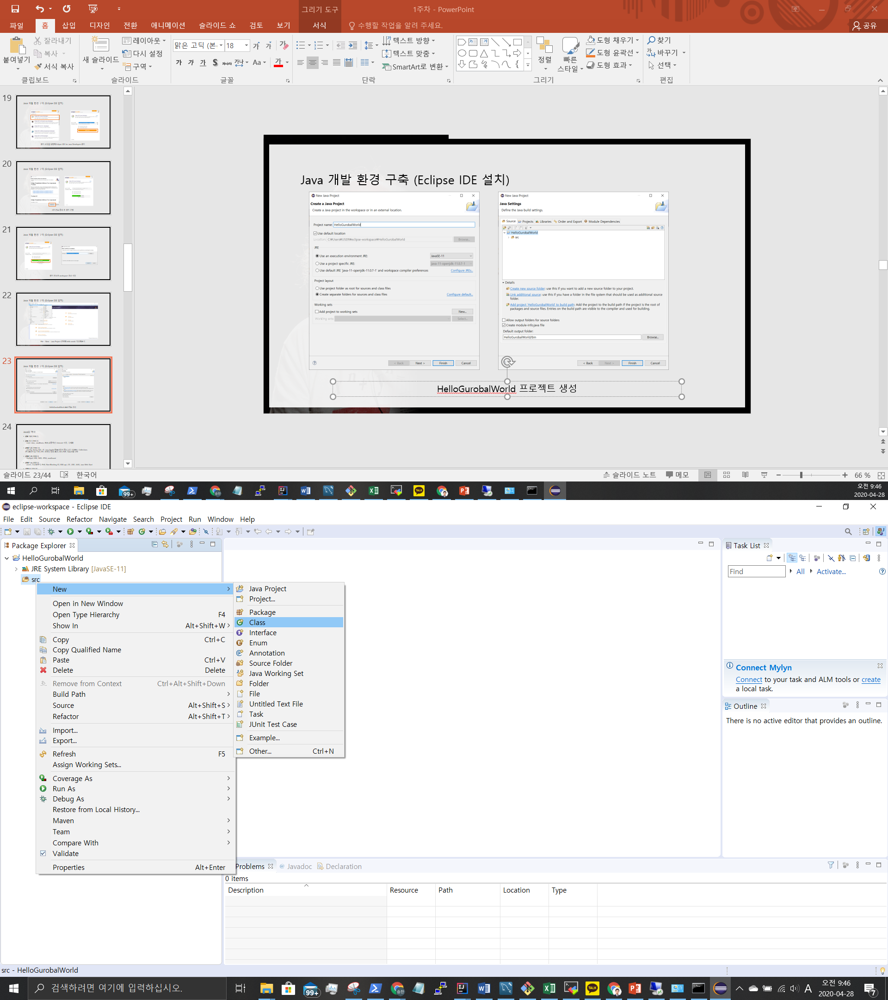 그리기 도구
1주차 - PowerPoint
파일 홈 삽입 디자인 전환 애니메이션 슬라이드 쇼 검토 보기 서식 수행할 작업을 알려 주세요. 공유
붙여넣기
잘라내기
복사
서식 복사
클립보드
새 슬라이드
레이아웃
다시 설정
구역
슬라이드
맑은 고딕 (본- 18
글꼴
텍스트 방향
텍스트 맞춤
SmartArt로 변환
단락
정렬
빠른 스타일
도형 채우기
도형 윤곽선
도형 효과
그리기
찾기
바꾸기
선택
편집
19
20
21
22
23
24
Java 개발 환경 구축 (Eclipse IDE 설치)
New Java Project
Create a Java Project
Create a Java project in the workspace or in an external location.
Project name: HelloGurobalWorld
Use default location
Location: C:₩Users₩USER₩eclipse-workspace₩HelloGurobalWorld Browse...
JRE
Use an execution environment JRE: JavaSE-11
Use a project specific JRE: java-11-openjdk-11.0.7-1
Use default JRE 'java-11-openjdk-11.0.7-1' and workspace compiler preferences Configure JREs...
Project layout
Use project folder as root for sources and class files
Create separate folders for sources and class files Configure default...
Working sets
Add project to working sets New...
Working sets: Select...
< Back Next > Finish Cancel
New Java Project
Java Settings
Define the Java build settings.
Source Projects Libraries Order and Export Module Dependencies
HelloGurobalWorld
src
Details
Create new source folder: use this if you want to add a new source folder to your project.
Link additional source: use this if you have a folder in the file system that should be used as additional source
folder.
Add project 'HelloGurobalWorld' to build path: Add the project to the build path if the project is the root of
packages and source files. Entries on the build path are visible to the compiler and used for building.
Allow output folders for source folders
Create module-info.java file
Default output folder:
HelloGurobalWorld/bin Browse...
< Back Next > Finish Cancel
HelloGurobalWorld 프로젝트 생성
슬라이드 23/44 한국어 슬라이드 노트 메모 66 %
오전 9:46
2020-04-28
eclipse-workspace - Eclipse IDE
File Edit Source Refactor Navigate Search Project Run Window Help
Package Explorer
HelloGurobalWorld
JRE System Library [JavaSE-11]
src
New
Open in New Window
Open Type Hierarchy F4
Show In Alt+Shift+W
Copy Ctrl+C
Copy Qualified Name
Paste Ctrl+V
Delete Delete
Remove from Context Ctrl+Alt+Shift+Down
Build Path
Source Alt+Shift+S
Refactor Alt+Shift+T
Import...
Export...
Refresh F5
Assign Working Sets...
Coverage As
Run As
Debug As
Restore from Local History...
Maven
Team
Compare With
Validate
Properties Alt+Enter
Java Project
Project...
Package
Class
Interface
Enum
Annotation
Source Folder
Java Working Set
Folder
File
Untitled Text File
Task
JUnit Test Case
Example...
Other... Ctrl+N
Task List
Find All Activate...
Connect Mylyn
Connect to your task and ALM tools or create
a local task.
Outline
There is no active editor that provides an outline.
Problems Javadoc Declaration
0 items
Description Resource Path Location Type
src - HelloGurobalWorld
검색하려면 여기에 입력하십시오.
99+
A
오전 9:46
2020-04-28
7